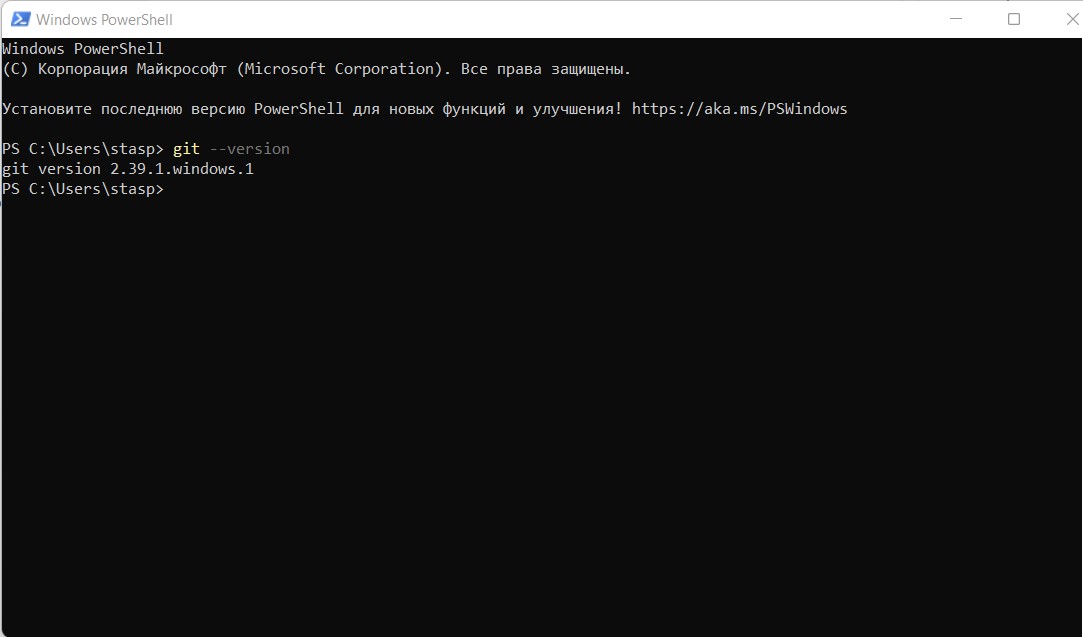 Windows PowerShell
Windows PowerShell
(C) Корпорация Майкрософт (Microsoft Corporation). Все права защищены.
Установите последнюю версию PowerShell для новых функций и улучшения! https://aka.ms/PSWindows
PS C:\Users\stasp> git --version
git version 2.39.1.windows.1
PS C:\Users\stasp>